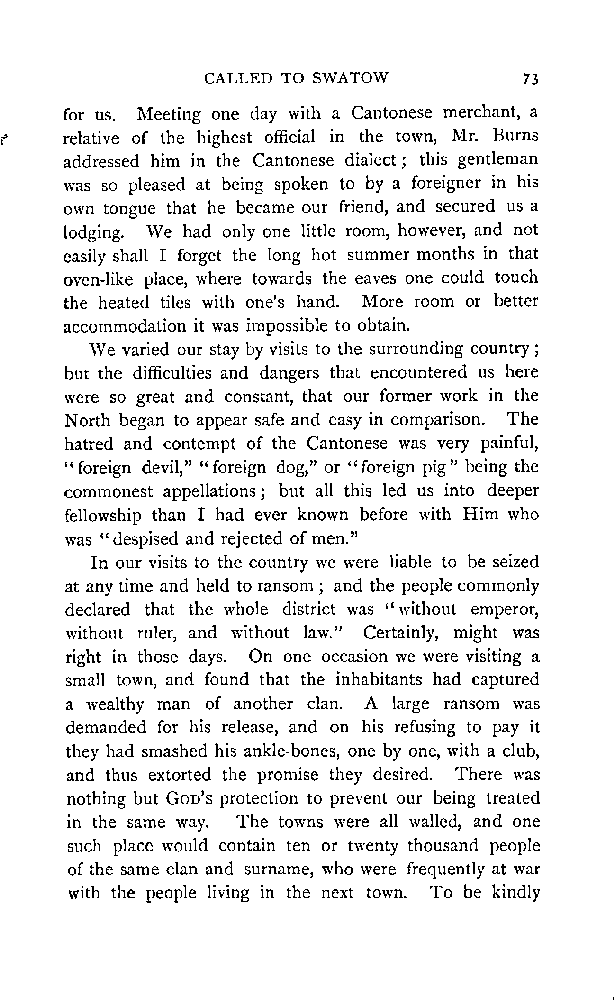 CALLED TO SWATOW 73
for us. Meeting one day with a Cantonese merchant, a
relative of the highest official in the town, Mr. Burns
addressed him in the Cantonese dialect; this gentleman
was so pleased at being spoken to by a foreigner in his
own tongue that he became our friend, and secured us a
lodging. We had only one little room, however, and not
easily shall I forget the long hot summer months in that
oven-like place, where towards the eaves one could touch
the heated tiles with one's hand. More room or better
accommodation it was impossible to obtain.
We varied our stay by visits to the surrounding country;
but the difficulties and dangers that encountered us here
were so great and constant, that our former work in the
North began to appear safe and easy in comparison. The
hatred and contempt of the Cantonese was very painful,
"foreign devil," "foreign dog," or "foreign pig" being the
commonest appellations; but all this led us into deeper
fellowship than I had ever known before with Him who
was "despised and rejected of men."
In our visits to the country we were liable to be seized
at any time and held to ransom; and the people commonly
declared that the whole district was "without emperor,
without ruler, and without law." Certainly, might was
right in those days. On one occasion we were visiting a
small town, and found that the inhabitants had captured
a wealthy man of another clan. A large ransom was
demanded for his release, and on his refusing to pay it
they had smashed his ankle-bones, one by one, with a club,
and thus extorted the promise they desired. There was
nothing but GOD'S protection to prevent our being treated
in the same way. The towns were all walled, and one
such place would contain ten or twenty thousand people
of the same clan and surname, who were frequently at war
with the people living in the next town. To be kindly